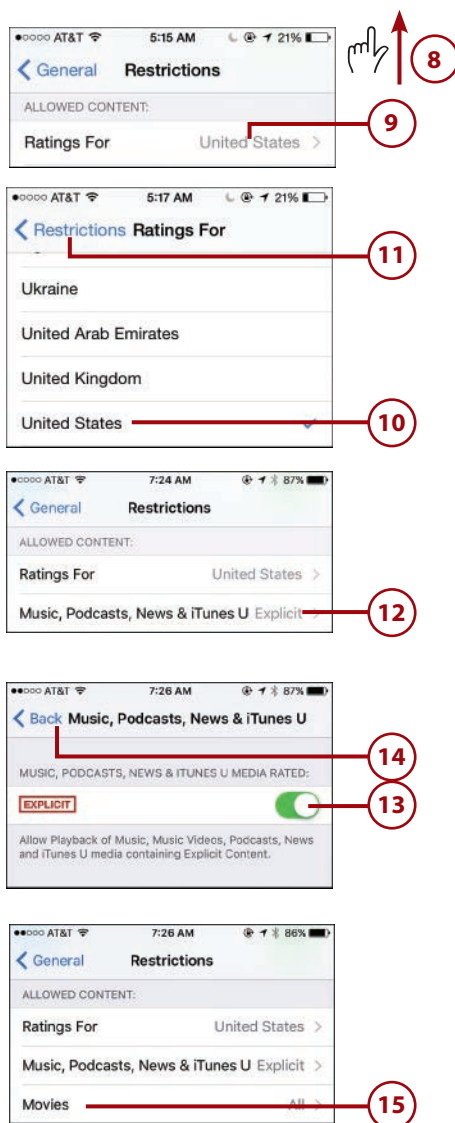 AT&T 5:15 AM 21%
General Restrictions
8
ALLOWED CONTENT:
9
Ratings For United States
AT&T 5:17 AM 21%
Restrictions Ratings For
11
Ukraine
United Arab Emirates
United Kingdom
United States
10
AT&T 7:24 AM 87%
General Restrictions
ALLOWED CONTENT:
Ratings For United States
Music, Podcasts, News & iTunes U Explicit
12
AT&T 7:26 AM 87%
Back Music, Podcasts, News & iTunes U
14
MUSIC, PODCASTS, NEWS & ITUNES U MEDIA RATED:
EXPLICIT
13
Allow Playback of Music, Music Videos, Podcasts, News
and iTunes U media containing Explicit Content.
AT&T 7:26 AM 86%
General Restrictions
ALLOWED CONTENT:
Ratings For United States
Music, Podcasts, News & iTunes U Explicit
Movies All
15